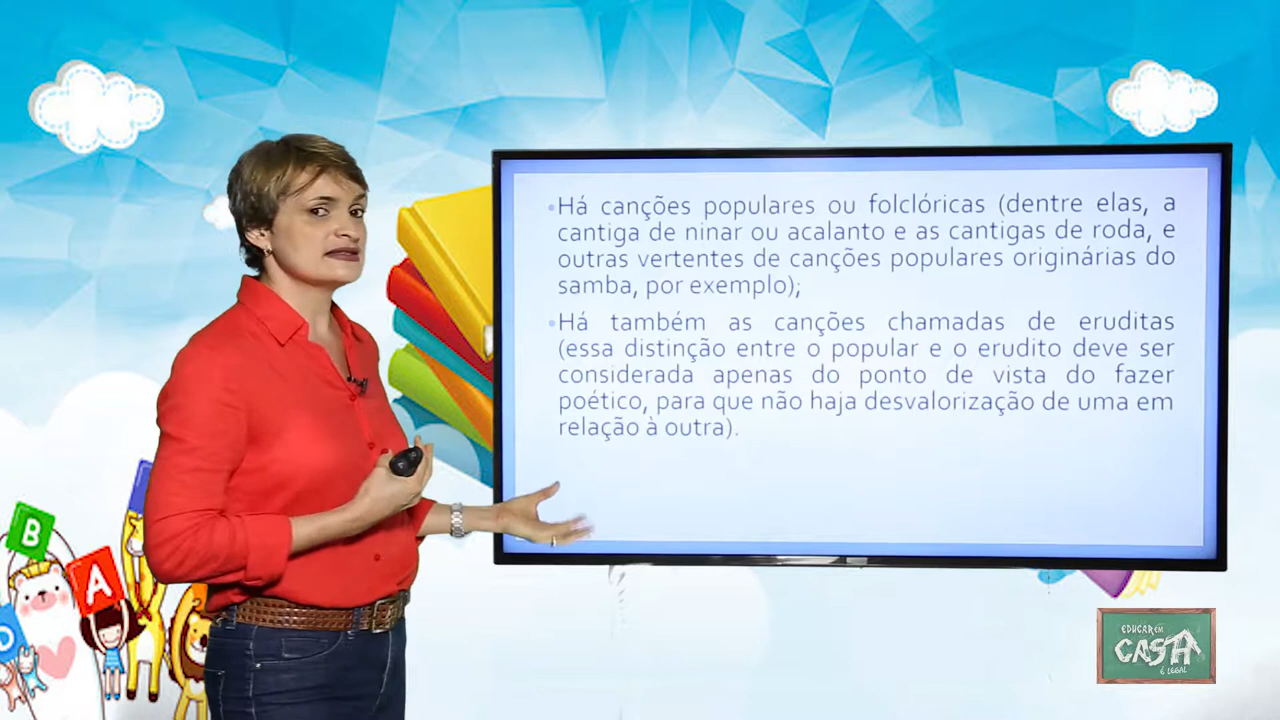 •Há canções populares ou folclóricas (dentre elas, a
cantiga de ninar ou acalanto e as cantigas de roda, e
outras vertentes de canções populares originárias do
samba, por exemplo);
•Há também as canções chamadas de eruditas
(essa distinção entre o popular e o erudito deve ser
considerada apenas do ponto de vista do fazer
poético, para que não haja desvalorização de uma em
relação à outra).
B
A
EDUCAR EM
CASA
É LEGAL